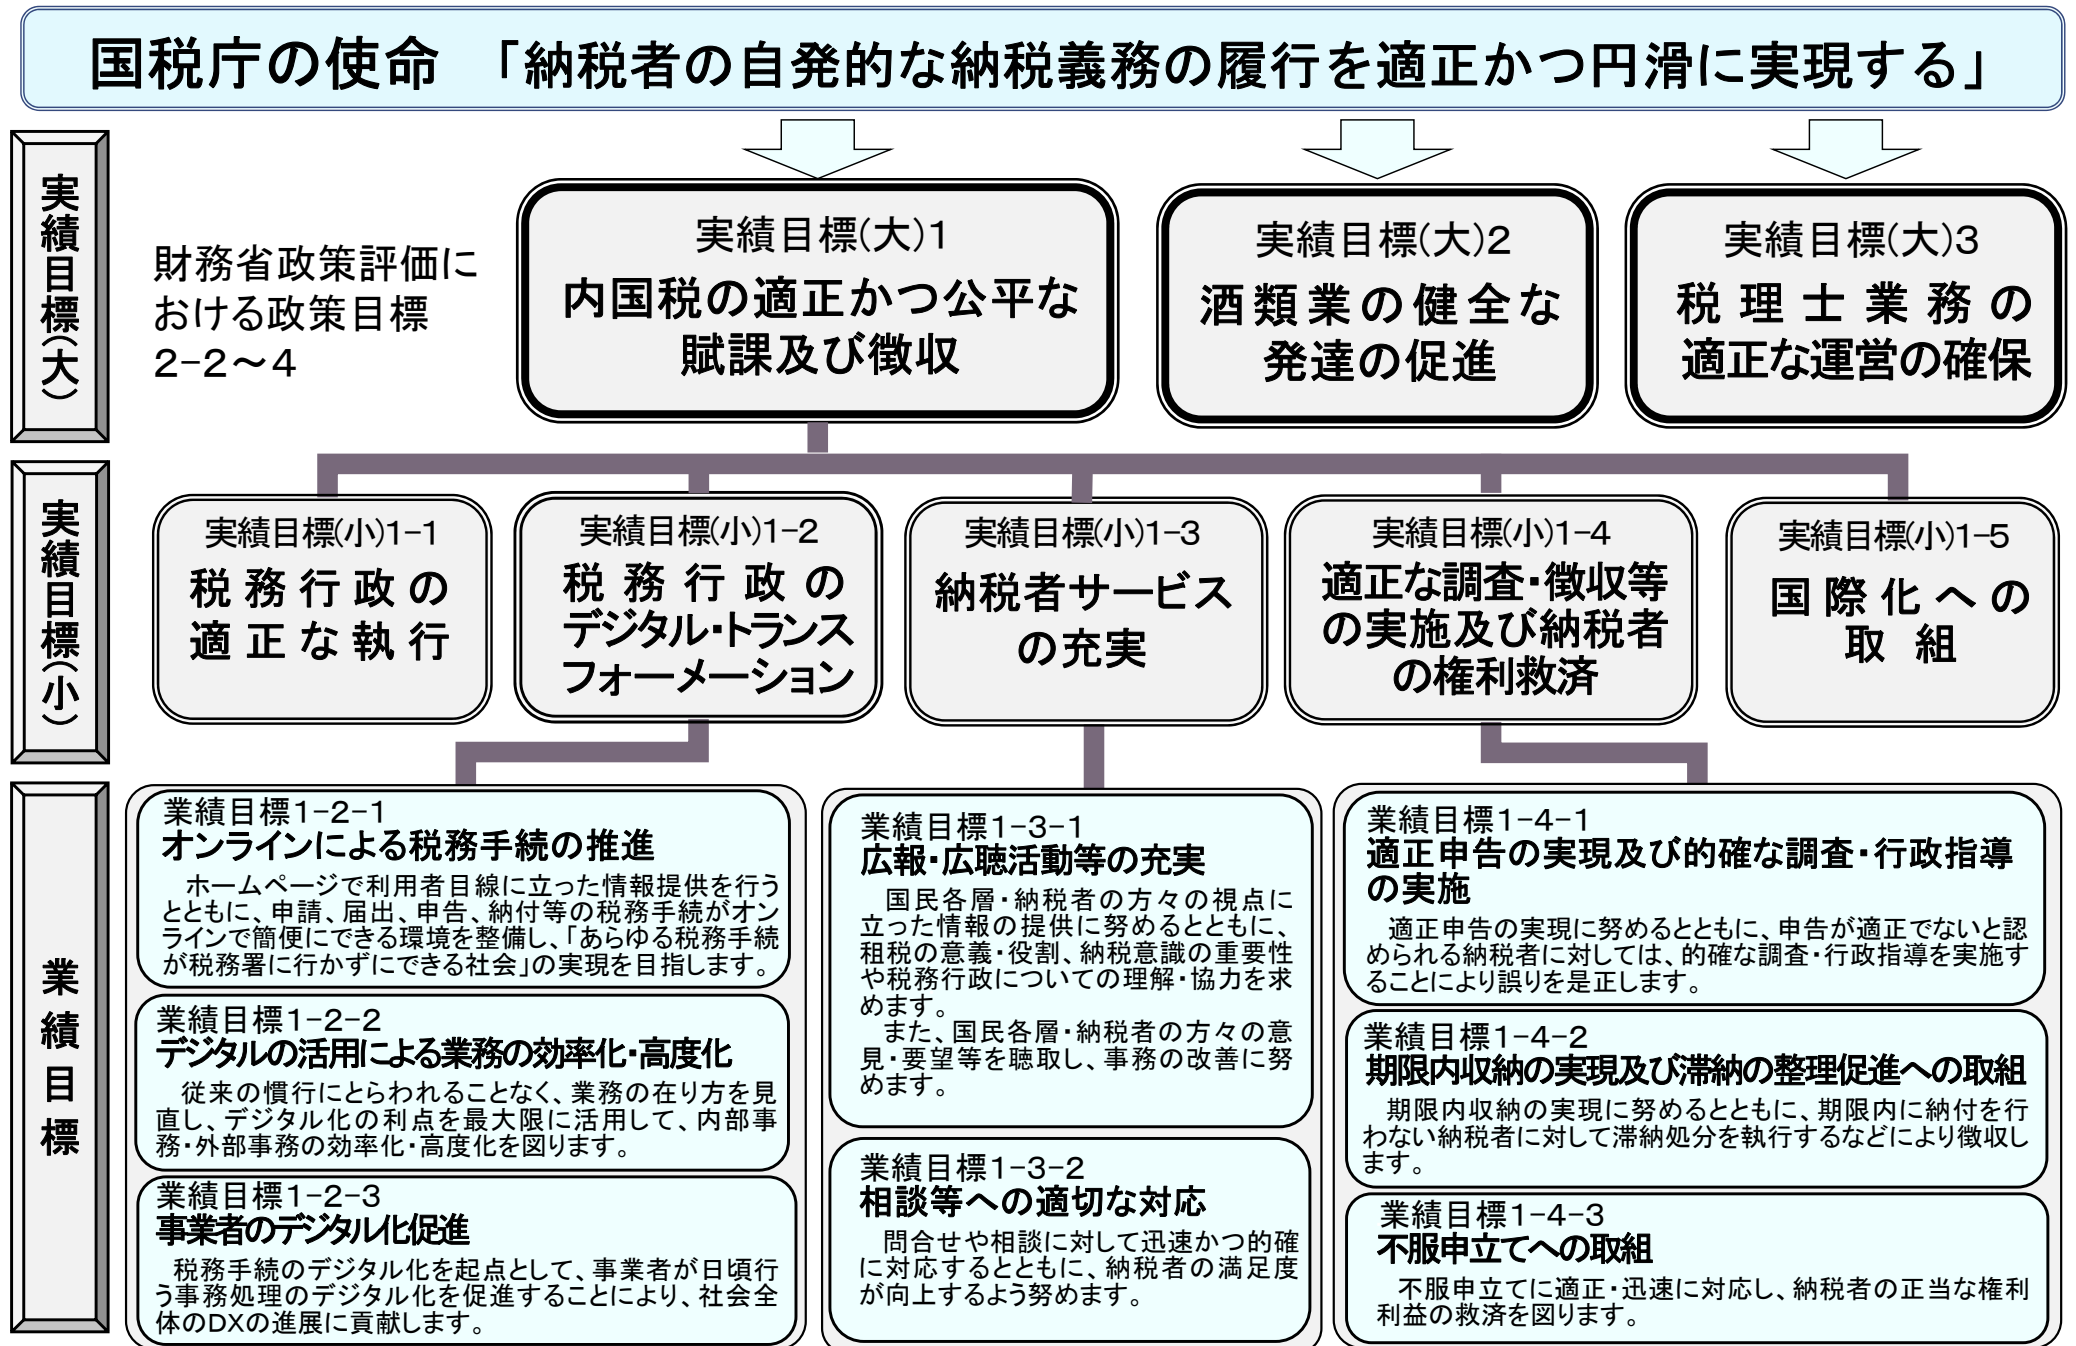 国税庁の使命 「納税者の自発的な納税義務の履行を適正かつ円滑に実現する」
実績目標(大)
財務省政策評価に
おける政策目標
2-2～4
実績目標(大)1
内国税の適正かつ公平な
賦課及び徴収
実績目標(大)2
酒類業の健全な
発達の促進
実績目標(大)3
税理士業務の
適正な運営の確保
実績目標(小)
実績目標(小)1-1
税務行政の
適正な執行
実績目標(小)1-2
税務行政の
デジタル・トランス
フォーメーション
実績目標(小)1-3
納税者サービス
の充実
実績目標(小)1-4
適正な調査・徴収等
の実施及び納税者
の権利救済
実績目標(小)1-5
国際化への
取組
業績目標
業績目標1-2-1
オンラインによる税務手続の推進
ホームページで利用者目線に立った情報提供を行う
とともに、申請、届出、申告、納付等の税務手続がオン
ラインで簡便にできる環境を整備し、「あらゆる税務手続
が税務署に行かずにできる社会」の実現を目指します。
業績目標1-2-2
デジタルの活用による業務の効率化・高度化
従来の慣行にとらわれることなく、業務の在り方を見
直し、デジタル化の利点を最大限に活用して、内部事
務・外部事務の効率化・高度化を図ります。
業績目標1-2-3
事業者のデジタル化促進
税務手続のデジタル化を起点として、事業者が日頃行
う事務処理のデジタル化を促進することにより、社会全
体のDXの進展に貢献します。
業績目標1-3-1
広報・広聴活動等の充実
国民各層・納税者の方々の視点に
立った情報の提供に努めるとともに、
租税の意義・役割、納税意識の重要性
や税務行政についての理解・協力を求
めます。
また、国民各層・納税者の方々の意
見・要望等を聴取し、事務の改善に努
めます。
業績目標1-3-2
相談等への適切な対応
問合せや相談に対して迅速かつ的確
に対応するとともに、納税者の満足度
が向上するよう努めます。
業績目標1-4-1
適正申告の実現及び的確な調査・行政指導
の実施
適正申告の実現に努めるとともに、申告が適正でないと認
められる納税者に対しては、的確な調査・行政指導を実施す
ることにより誤りを是正します。
業績目標1-4-2
期限内収納の実現及び滞納の整理促進への取組
期限内収納の実現に努めるとともに、期限内に納付を行
わない納税者に対して滞納処分を執行するなどにより徴収し
ます。
業績目標1-4-3
不服申立てへの取組
不服申立てに適正・迅速に対応し、納税者の正当な権利
利益の救済を図ります。